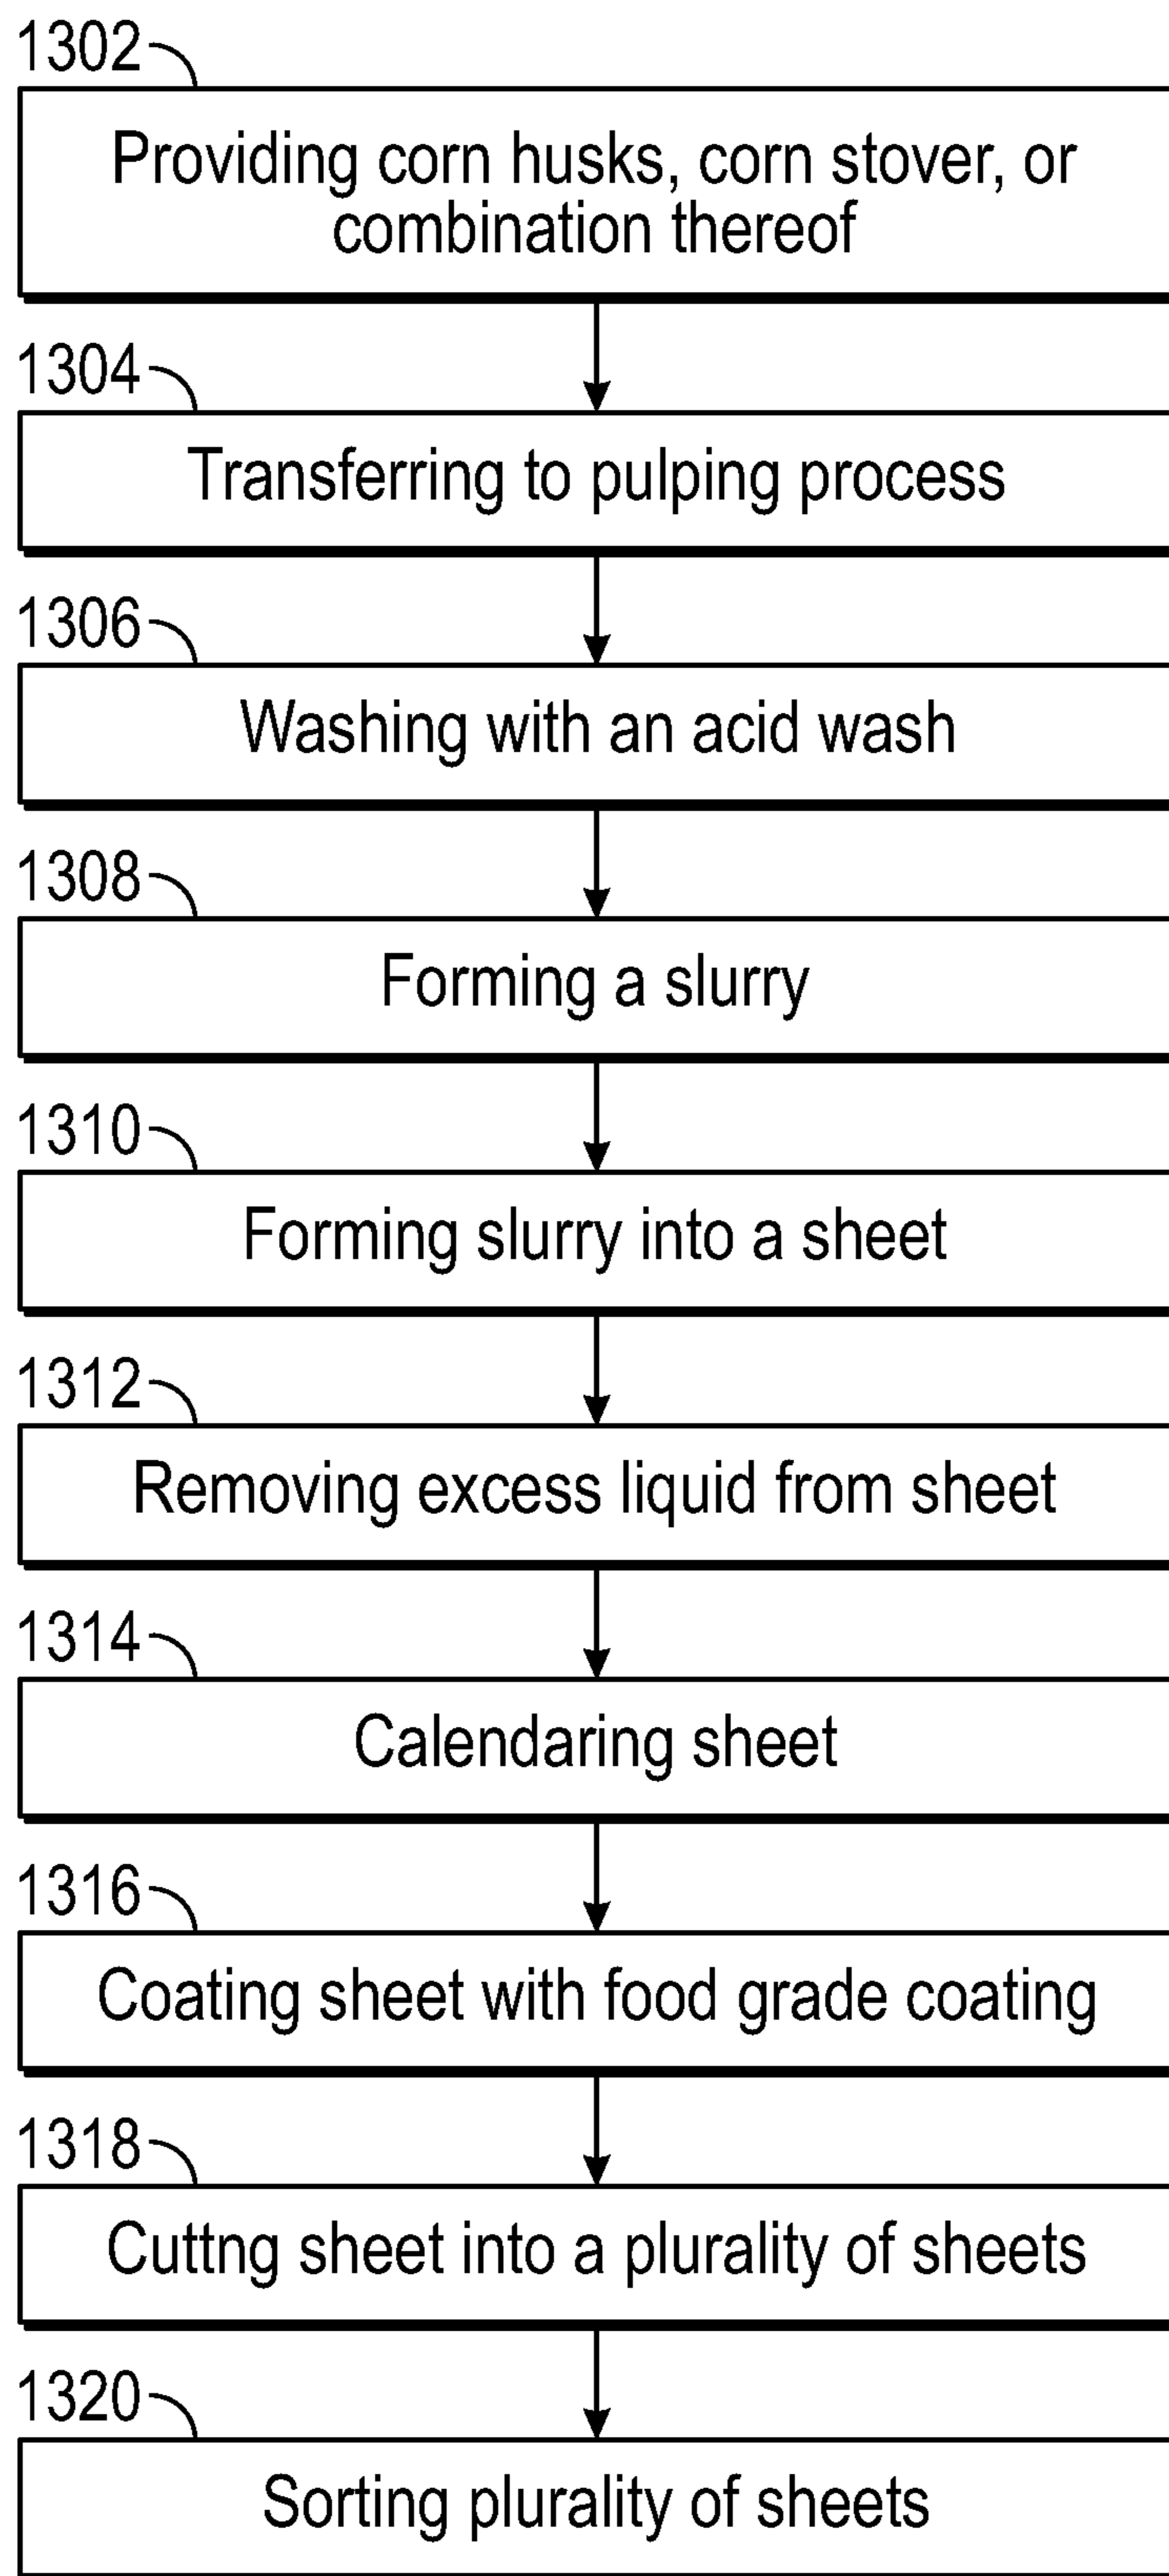 1302
Providing corn husks, corn stover, or
combination thereof
1304
Transferring to pulping process
1306
Washing with an acid wash
1308
Forming a slurry
1310
Forming slurry into a sheet
1312
Removing excess liquid from sheet
1314
Calendaring sheet
1316
Coating sheet with food grade coating
1318
Cuttng sheet into a plurality of sheets
1320
Sorting plurality of sheets